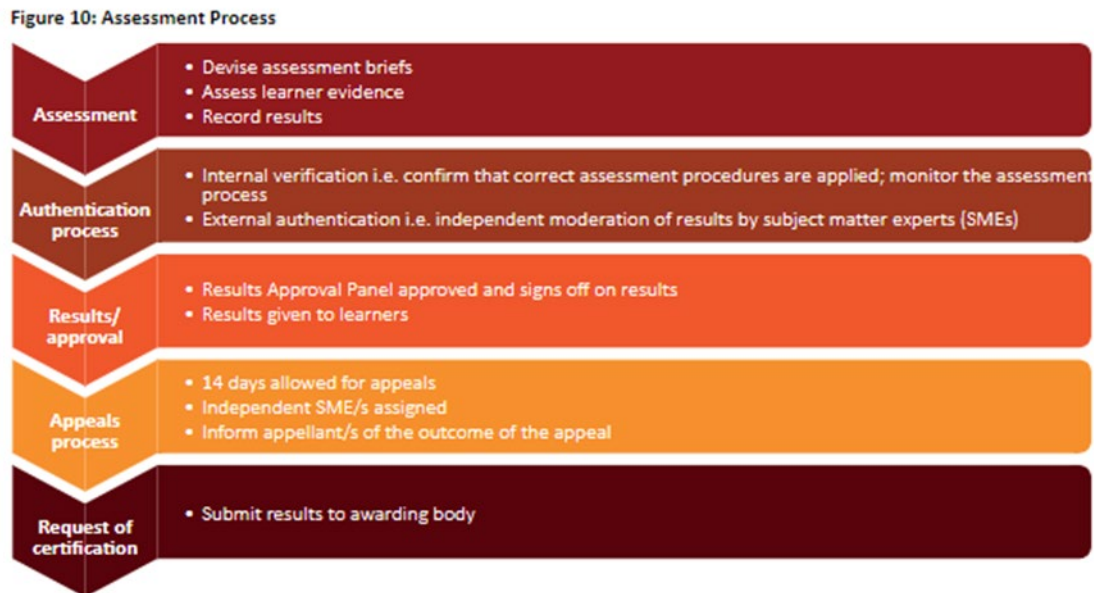 Figure 10: Assessment Process
Assessment
• Devise assessment briefs
• Assess learner evidence
• Record results
Authentication
process
• Internal verification i.e. confirm that correct assessment procedures are applied; monitor the assessment
process
• External authentication i.e. independent moderation of results by subject matter experts (SMEs)
Results/
approval
• Results Approval Panel approved and signs off on results
• Results given to learners
Appeals
process
• 14 days allowed for appeals
• Independent SME/s assigned
• Inform appellant/s of the outcome of the appeal
Request of
certification
• Submit results to awarding body